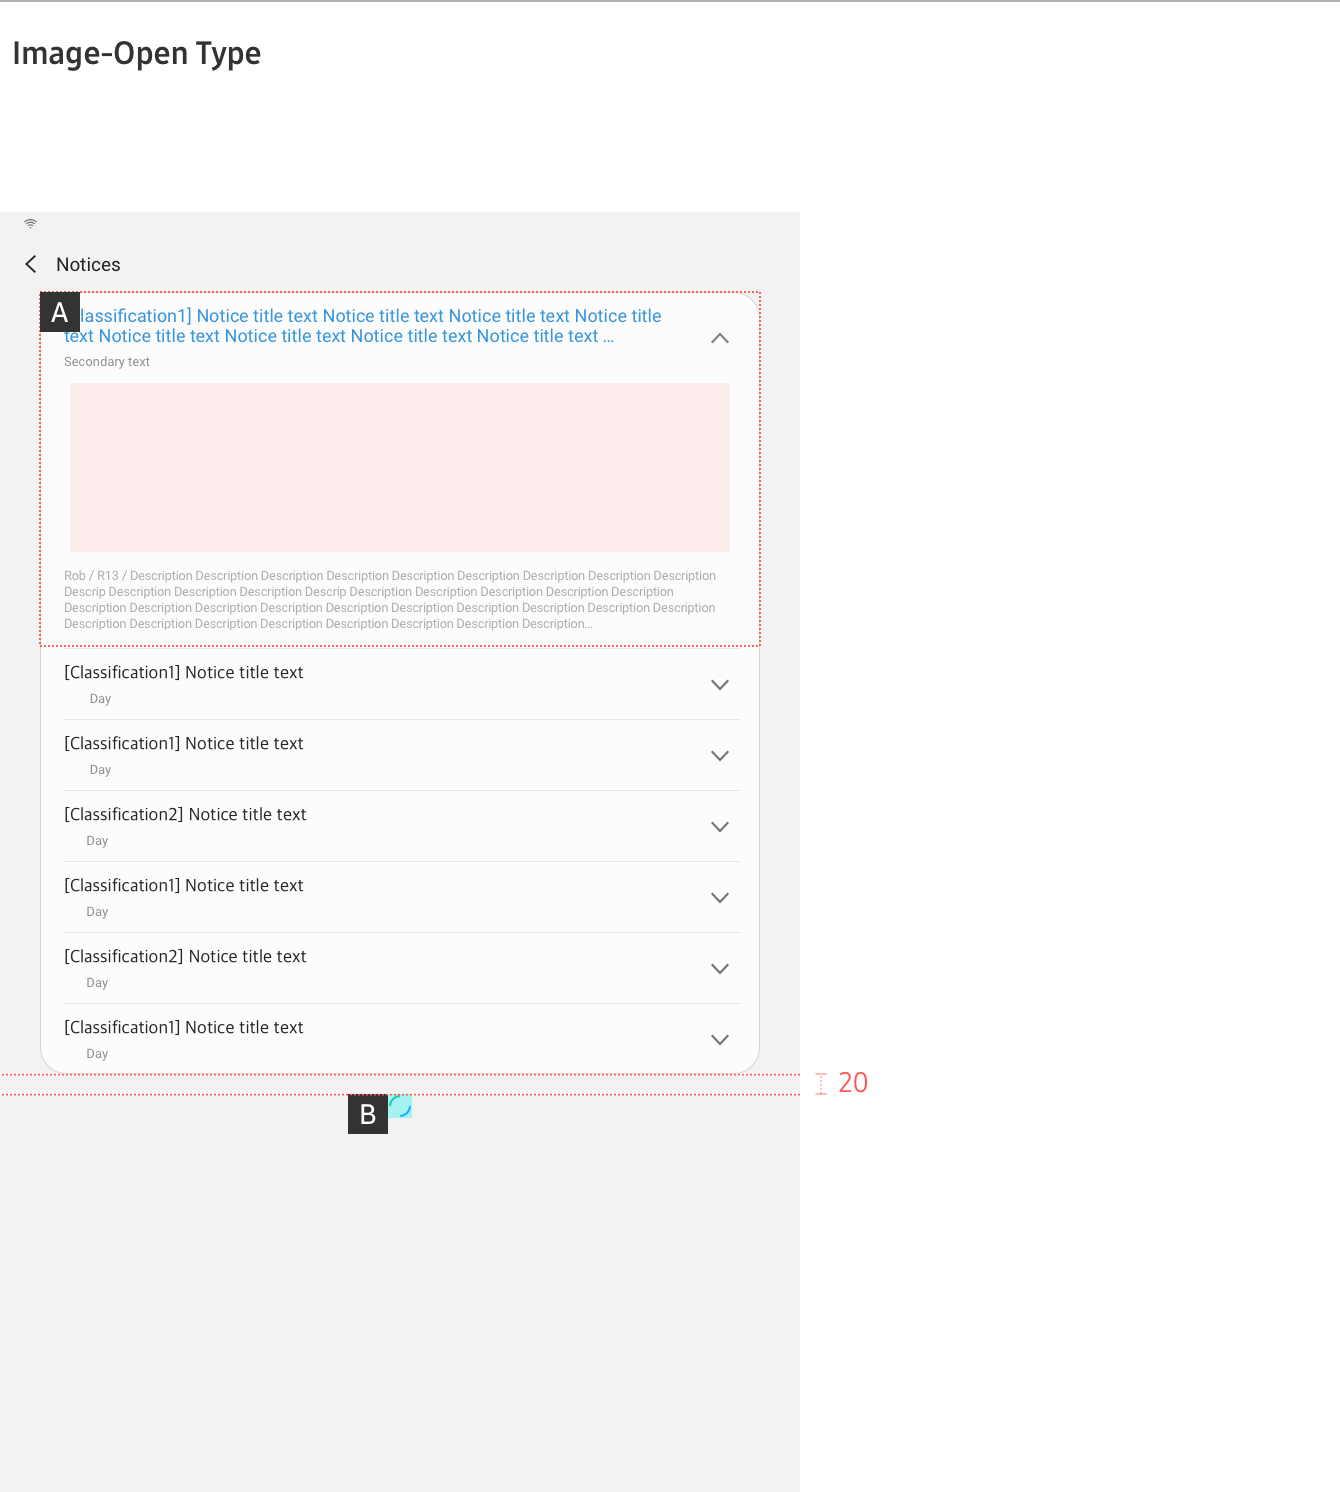 Image-Open Type
Notices
A
lassification1] Notice title text Notice title text Notice title text Notice title
text Notice title text Notice title text Notice title text Notice title text ...
Secondary text
Rob / R13 / Description Description Description Description Description Description Description Description Description
Descrip Description Description Description Descrip Description Description Description Description Description
Description Description Description Description Description Description Description Description Description Description
Description Description Description Description Description Description Description Description...
[Classification1] Notice title text
Day
[Classification1] Notice title text
Day
[Classification2] Notice title text
Day
[Classification1] Notice title text
Day
[Classification2] Notice title text
Day
[Classification1] Notice title text
Day
20
B